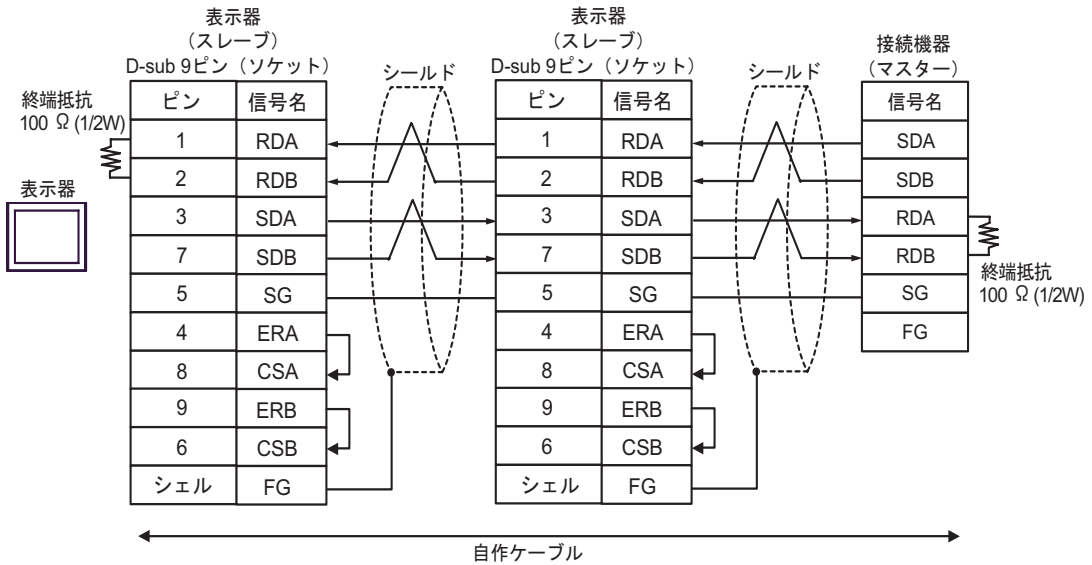 表示器
(スレーブ)
D-sub 9ピン(ソケット)
表示器
(スレーブ)
D-sub 9ピン(ソケット)
接続機器
(マスター)
シールド
シールド
終端抵抗
100 Ω (1/2W)
表示器
ピン 信号名
1 RDA
2 RDB
3 SDA
7 SDB
5 SG
4 ERA
8 CSA
9 ERB
6 CSB
シェル FG
ピン 信号名
1 RDA
2 RDB
3 SDA
7 SDB
5 SG
4 ERA
8 CSA
9 ERB
6 CSB
シェル FG
信号名
SDA
SDB
RDA
RDB
SG
FG
終端抵抗
100 Ω (1/2W)
自作ケーブル